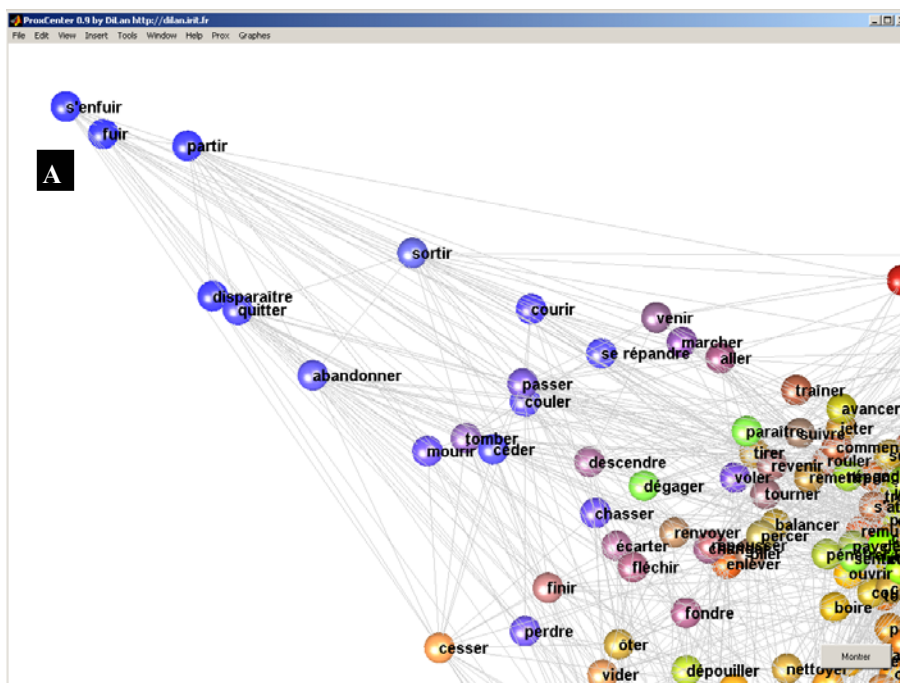 ProxCenter 0.9 by DiLan http://dilan.irit.fr
File Edit View Insert Tools Window Help Prox Graphes
s'enfuir
fuir
partir
A
sortir
disparaître
quitter
courir
venir
marcher
se répandre
aller
abandonner
passer
couler
traîner
avancer
jeter
paraître
suivre
commen
tomber
mourir
céder
tirer
rouler
revenir
descendre
voler
dégager
tourner
chasser
balancer
renvoyer
percer
écarter
plier
fléchir
enlever
ouvrir
finir
boire
fondre
perdre
cesser
ôter
Montrer
vider
dépouiller
nettoyer